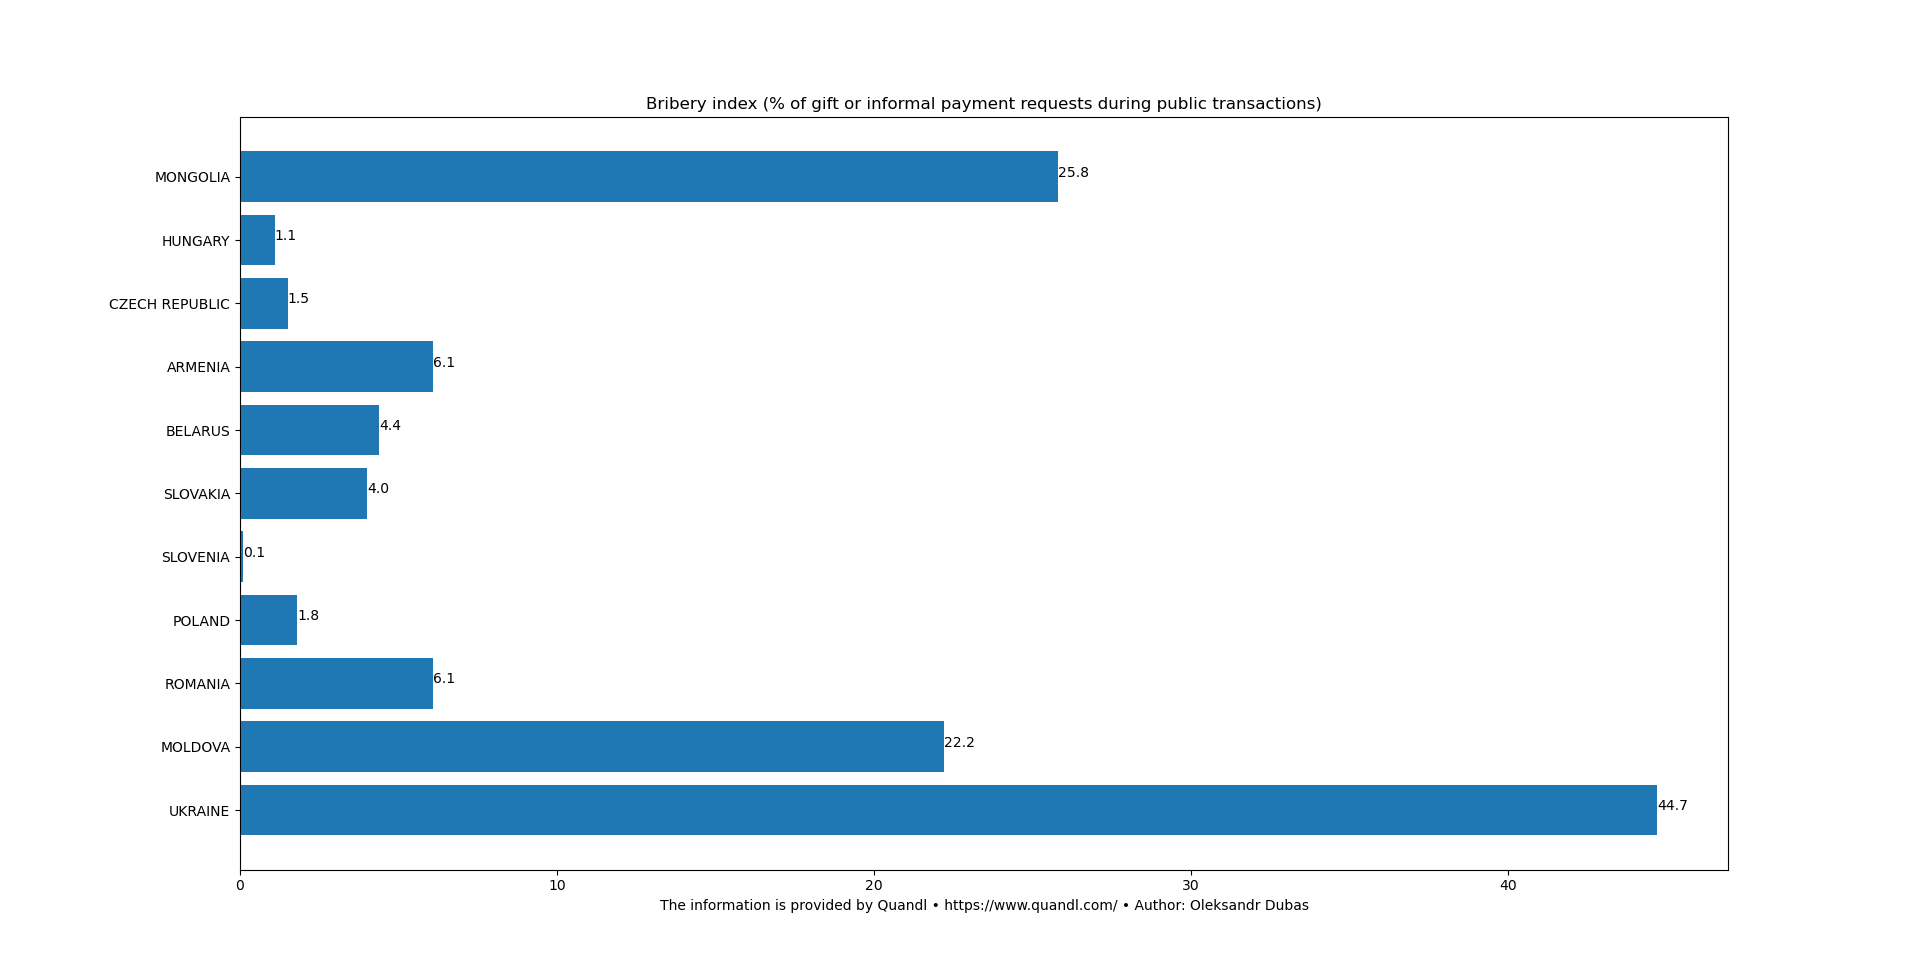 Bribery index (% of gift or informal payment requests during public transactions)
MONGOLIA 25.8
HUNGARY 1.1
CZECH REPUBLIC 1.5
ARMENIA 6.1
BELARUS 4.4
SLOVAKIA 4.0
SLOVENIA 0.1
POLAND 1.8
ROMANIA 6.1
MOLDOVA 22.2
UKRAINE 44.7
0 10 20 30 40
The information is provided by Quandl • https://www.quandl.com/ • Author: Oleksandr Dubas